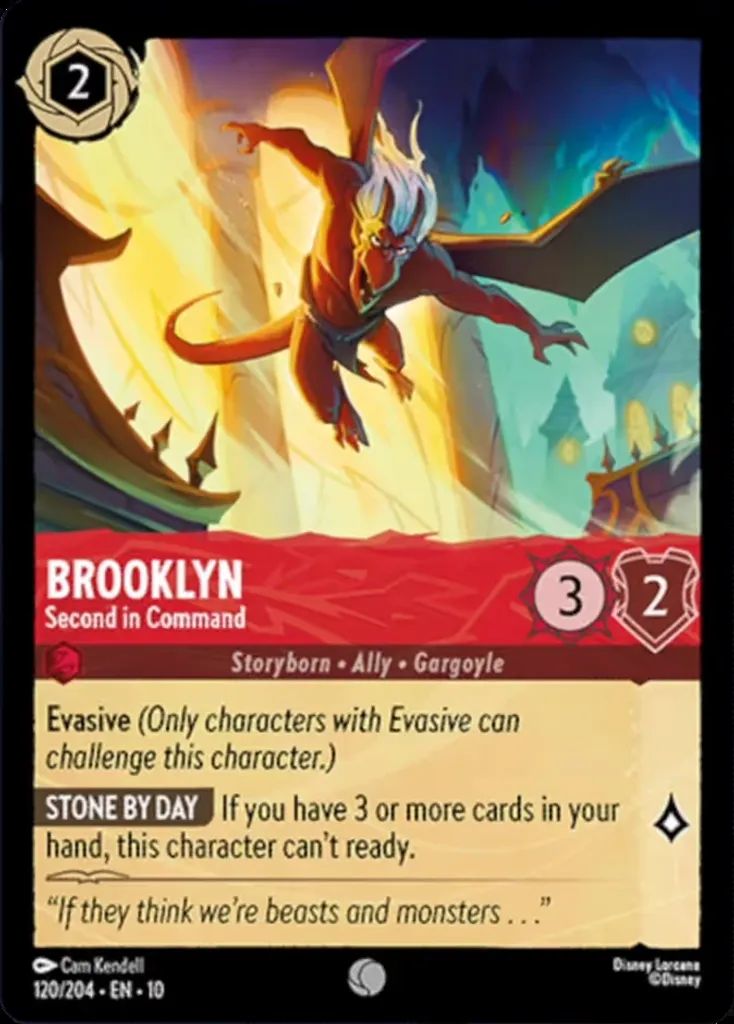 2
BROOKLYN
Second in Command
3
2
Storyborn • Ally • Gargoyle
Evasive (Only characters with Evasive can
challenge this character.)
STONE BY DAY If you have 3 or more cards in your
hand, this character can't ready.
“If they think we're beasts and monsters . . .”
Cam Kendell
Disney Lorcana
120/204 • EN • 10
©Disney